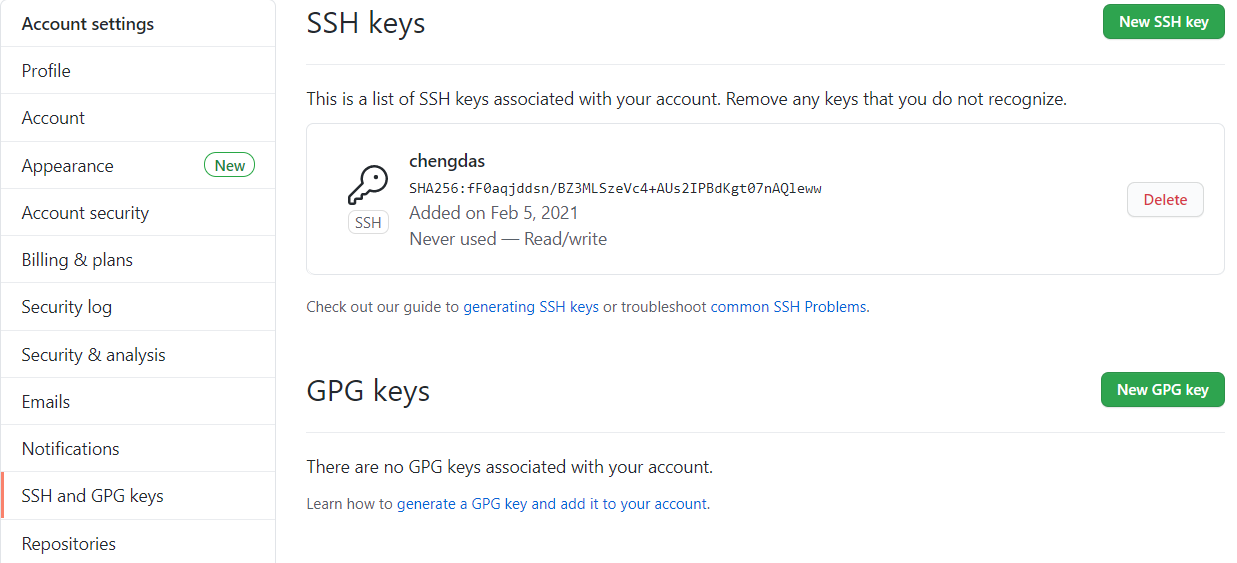 Account settings
Profile
Account
Appearance New
Account security
Billing & plans
Security log
Security & analysis
Emails
Notifications
SSH and GPG keys
Repositories
SSH keys
New SSH key
This is a list of SSH keys associated with your account. Remove any keys that you do not recognize.
SSH
chengdas
SHA256:fF0aqjddsn/BZ3MLSzeVc4+AUs2IPBdKgt07nAQleww
Added on Feb 5, 2021
Never used — Read/write
Delete
Check out our guide to generating SSH keys or troubleshoot common SSH Problems.
GPG keys
New GPG key
There are no GPG keys associated with your account.
Learn how to generate a GPG key and add it to your account.